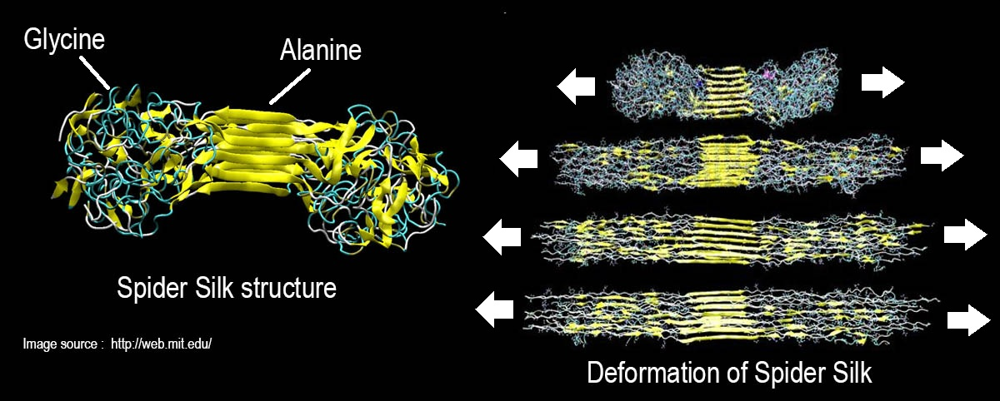 Glycine
Alanine
Spider Silk structure
Image source :  http://web.mit.edu/
Deformation of Spider Silk